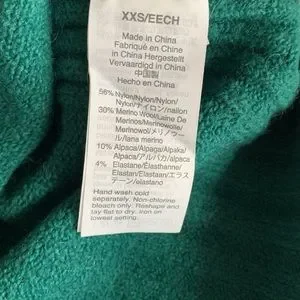 XXS/EECH
Made in China
Fabriqué en Chine
in China Hergestellt
Vervaardigd in China
中国製
Hecho en China
56% Nylon/Nylon/Nylon/
Nylon/ナイロン/nailon
30% Merino Wool/Laine De
Merinos/Merinowolle/
Merinowol/メリノウー
ル/lana merino
10% Alpaca/Alpaga/Alpaka/
Alpaca/アルパカ/alpaca
4% Elastane/Élasthanne/
Elastan/Elastaan/エラス
テーン/elastano
Hand wash cold
separately. Non-chlorine
bleach only. Reshape and
lay flat to dry. Iron on
lowest setting.